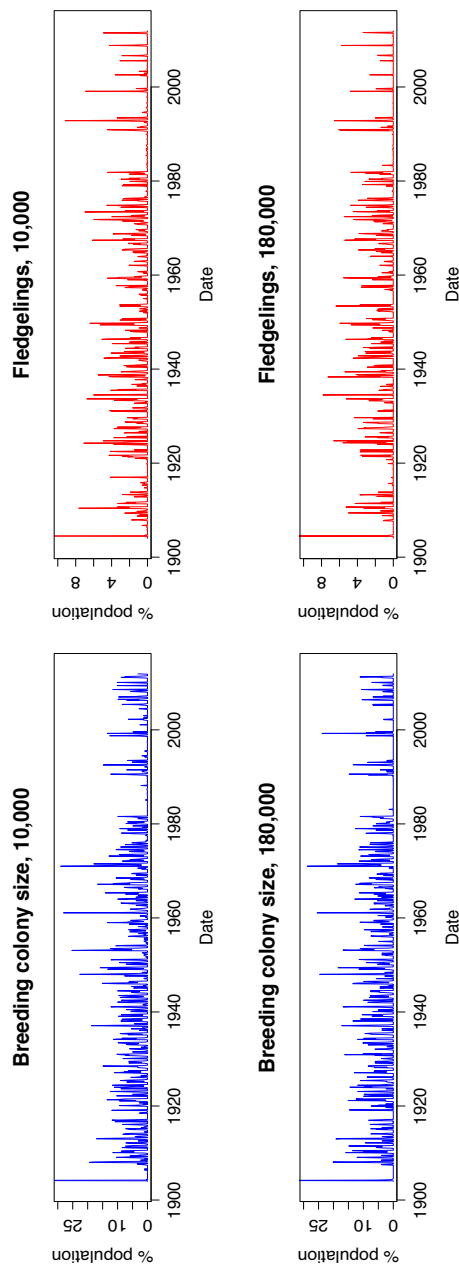 Breeding colony size, 10,000
% population
0 10 25
1900 1920 1940 1960 1980 2000
Date
Fledgelings, 10,000
% population
0 4 8
1900 1920 1940 1960 1980 2000
Date
Breeding colony size, 180,000
% population
0 10 25
1900 1920 1940 1960 1980 2000
Date
Fledgelings, 180,000
% population
0 4 8
1900 1920 1940 1960 1980 2000
Date